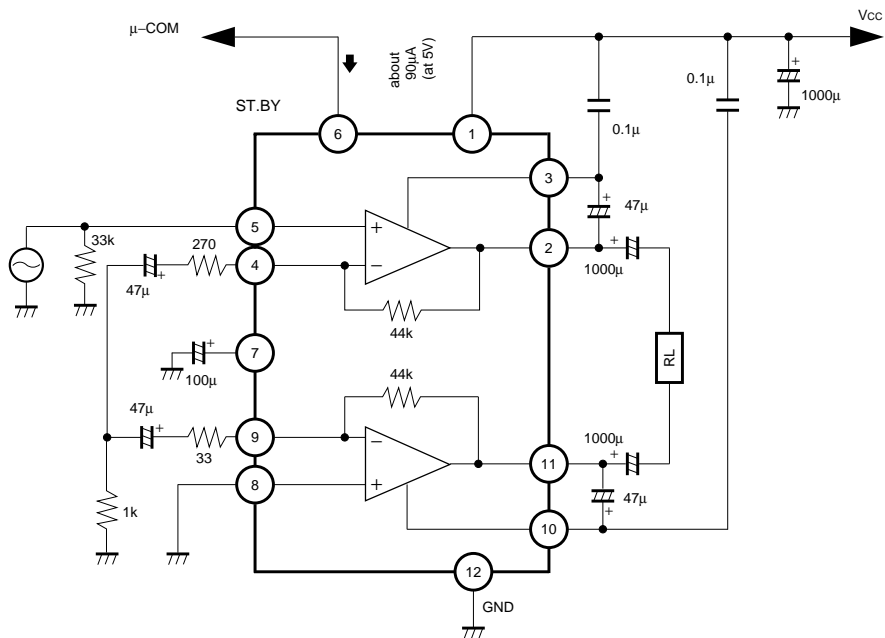 μ–COM
about
90μA
(at 5V)
VCC
ST.BY
6
1
0.1μ
0.1μ
+
1000μ
3
+
47μ
5
33k
270
4
+
47μ
+
−
2
+
1000μ
44k
RL
7
+
100μ
44k
47μ
+
9
33
−
+
8
1k
11
1000μ
+
47μ
+
10
12
GND